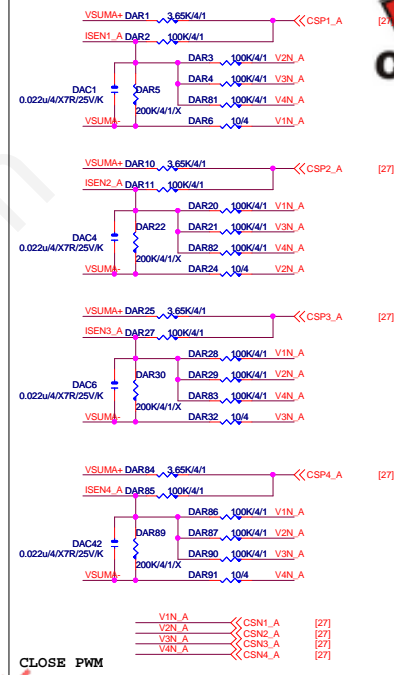 VSUMA+ DAR1 3.65K/4/1 CSP1_A [27]
ISEN1_A DAR2 100K/4/1
DAR3 100K/4/1 V2N_A
DAC1 DAR5 DAR4 100K/4/1 V3N_A
0.022u/4/X7R/25V/K DAR81 100K/4/1 V4N_A
200K/4/1/X
VSUMA- DAR6 10/4 V1N_A
VSUMA+ DAR10 3.65K/4/1 CSP2_A [27]
ISEN2_A DAR11 100K/4/1
DAR20 100K/4/1 V1N_A
DAC4 DAR22 DAR21 100K/4/1 V3N_A
0.022u/4/X7R/25V/K DAR82 100K/4/1 V4N_A
200K/4/1/X
VSUMA- DAR24 10/4 V2N_A
VSUMA+ DAR25 3.65K/4/1 CSP3_A [27]
ISEN3_A DAR27 100K/4/1
DAR28 100K/4/1 V1N_A
DAC6 DAR30 DAR29 100K/4/1 V2N_A
0.022u/4/X7R/25V/K DAR83 100K/4/1 V4N_A
200K/4/1/X
VSUMA- DAR32 10/4 V3N_A
VSUMA+ DAR84 3.65K/4/1 CSP4_A [27]
ISEN4_A DAR85 100K/4/1
DAR86 100K/4/1 V1N_A
DAC42 DAR89 DAR87 100K/4/1 V2N_A
0.022u/4/X7R/25V/K DAR90 100K/4/1 V3N_A
200K/4/1/X
VSUMA- DAR91 10/4 V4N_A
V1N_A CSN1_A [27]
V2N_A CSN2_A [27]
V3N_A CSN3_A [27]
V4N_A CSN4_A [27]
CLOSE PWM